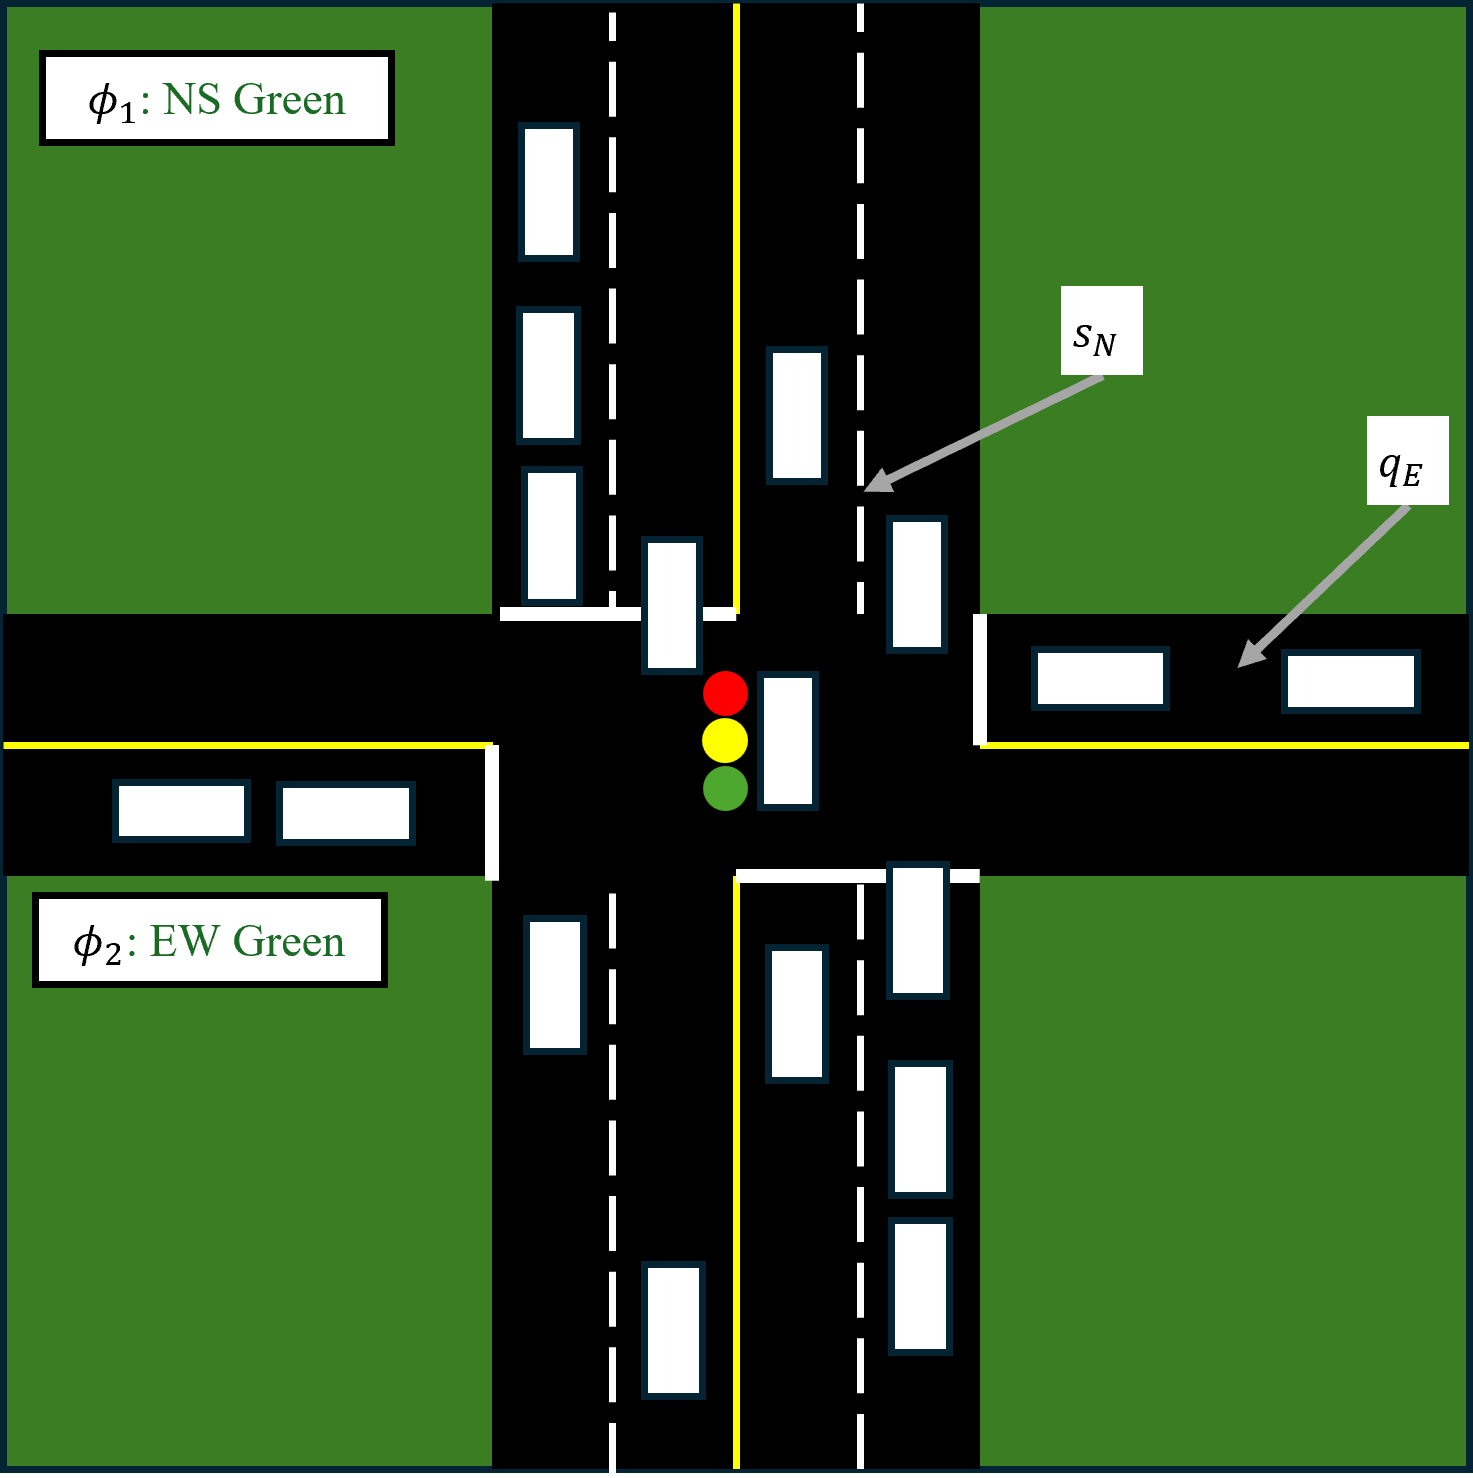 ϕ₁: NS Green
s_N
q_E
ϕ₂: EW Green